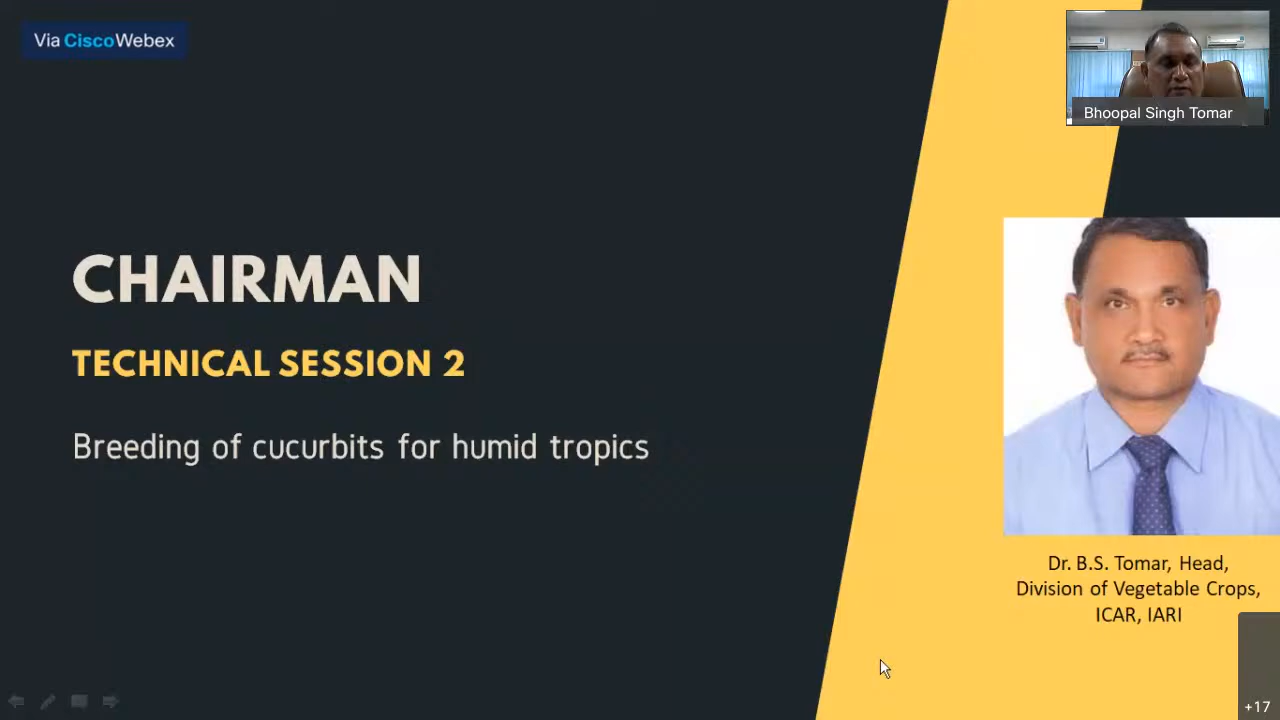 Via CiscoWebex
Bhoopal Singh Tomar
CHAIRMAN
TECHNICAL SESSION 2
Breeding of cucurbits for humid tropics
Dr. B.S. Tomar, Head,
Division of Vegetable Crops,
ICAR, IARI
+17